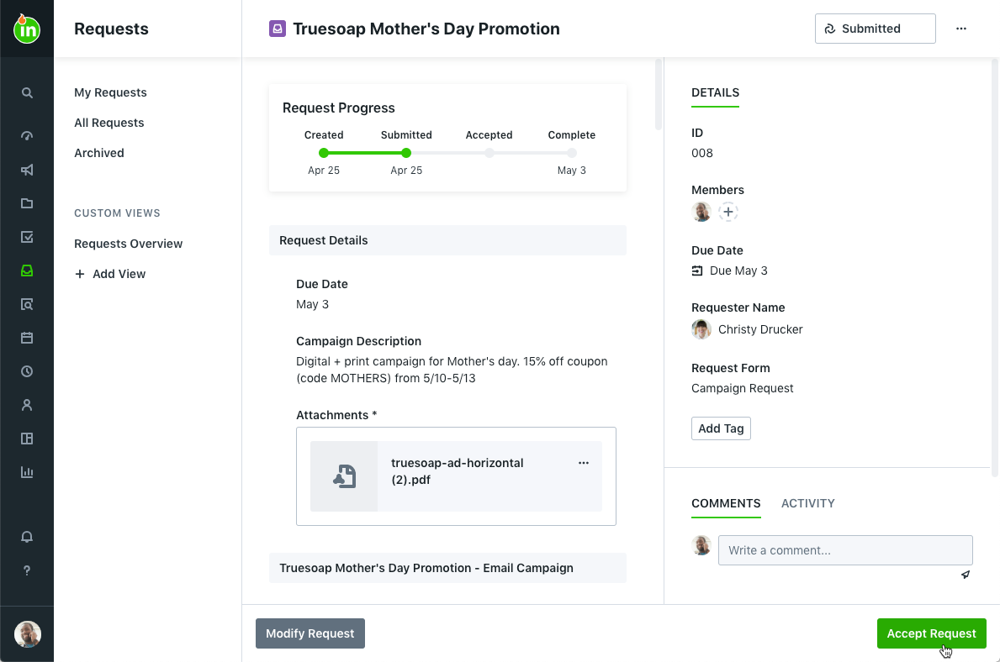 in
Requests
Truesoap Mother's Day Promotion
Submitted
My Requests
All Requests
Archived
CUSTOM VIEWS
Requests Overview
+ Add View
Request Progress
Created Submitted Accepted Complete
Apr 25 Apr 25 May 3
Request Details
Due Date
May 3
Campaign Description
Digital + print campaign for Mother's day. 15% off coupon
(code MOTHERS) from 5/10-5/13
Attachments *
truesoap-ad-horizontal
(2).pdf
Truesoap Mother's Day Promotion - Email Campaign
DETAILS
ID
008
Members
Due Date
Due May 3
Requester Name
Christy Drucker
Request Form
Campaign Request
Add Tag
COMMENTS ACTIVITY
Write a comment...
?
Modify Request
Accept Request